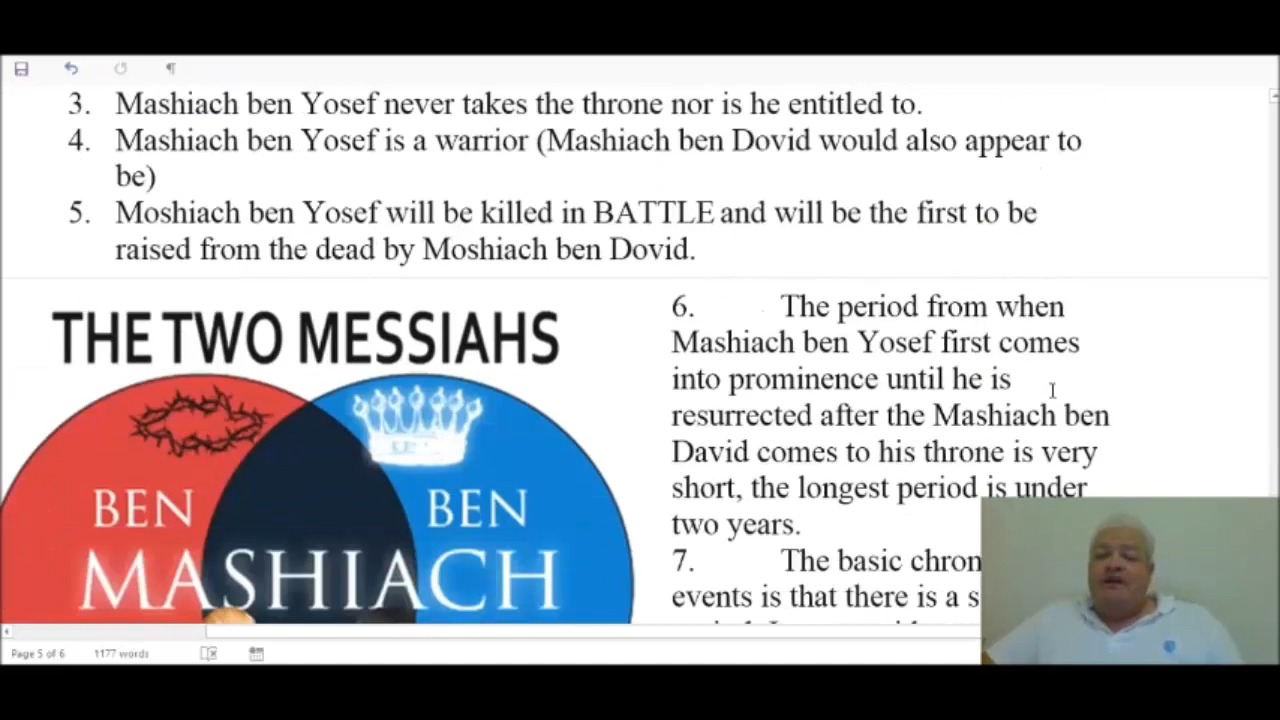 3. Mashiach ben Yosef never takes the throne nor is he entitled to.
4. Mashiach ben Yosef is a warrior (Mashiach ben Dovid would also appear to
be)
5. Moshiach ben Yosef will be killed in BATTLE and will be the first to be
raised from the dead by Moshiach ben Dovid.
THE TWO MESSIAHS
BEN BEN
MASHIACH
6. The period from when
Mashiach ben Yosef first comes
into prominence until he is
resurrected after the Mashiach ben
David comes to his throne is very
short, the longest period is under
two years.
7. The basic chron
events is that there is a s
Page 5 of 6 1177 words